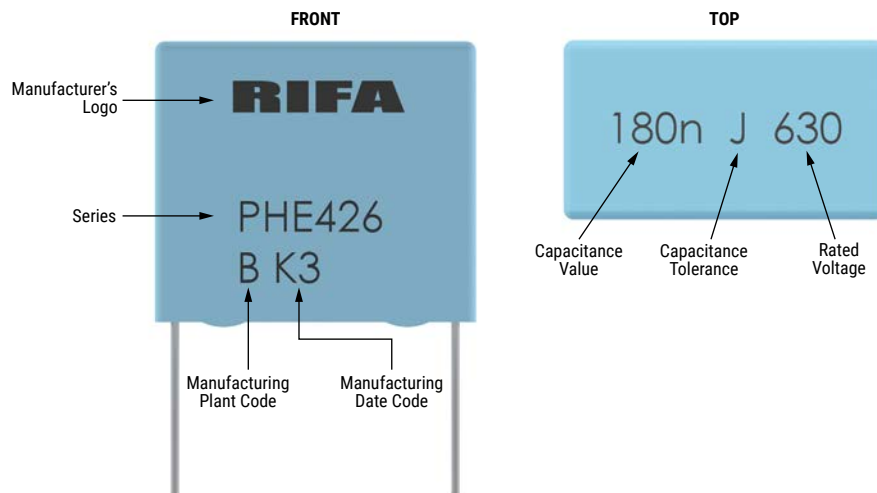 FRONT
TOP
Manufacturer's
Logo
RIFA
Series
PHE426
B K3
Manufacturing
Plant Code
Manufacturing
Date Code
180n J 630
Capacitance
Value
Capacitance
Tolerance
Rated
Voltage